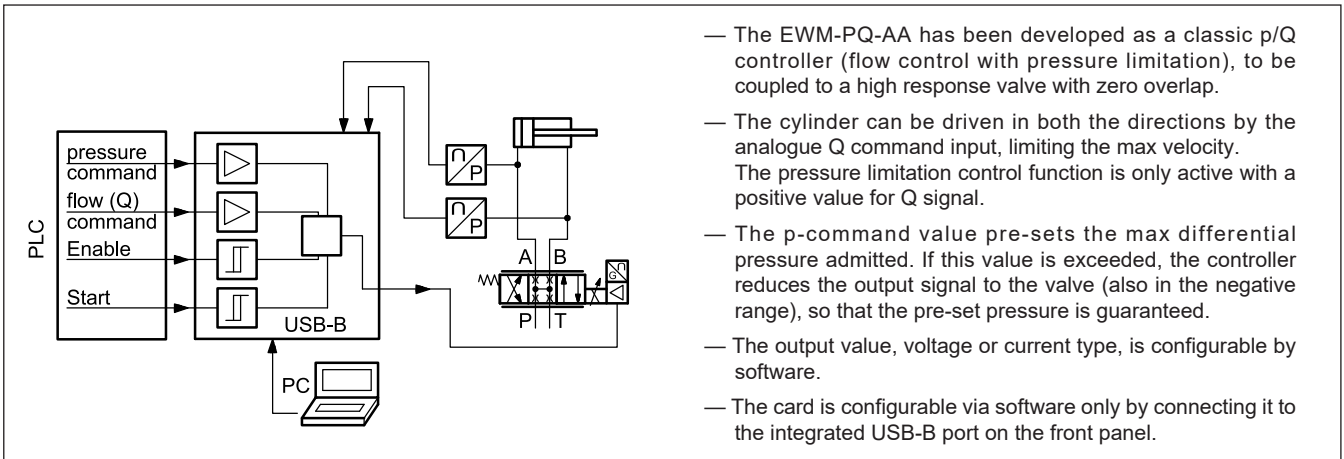 PLC
pressure
command
flow (Q)
command
Enable
Start
USB-B
PC
P
P
A B
G
P T
— The EWM-PQ-AA has been developed as a classic p/Q
controller (flow control with pressure limitation), to be
coupled to a high response valve with zero overlap.
— The cylinder can be driven in both the directions by the
analogue Q command input, limiting the max velocity.
The pressure limitation control function is only active with a
positive value for Q signal.
— The p-command value pre-sets the max differential
pressure admitted. If this value is exceeded, the controller
reduces the output signal to the valve (also in the negative
range), so that the pre-set pressure is guaranteed.
— The output value, voltage or current type, is configurable by
software.
— The card is configurable via software only by connecting it to
the integrated USB-B port on the front panel.